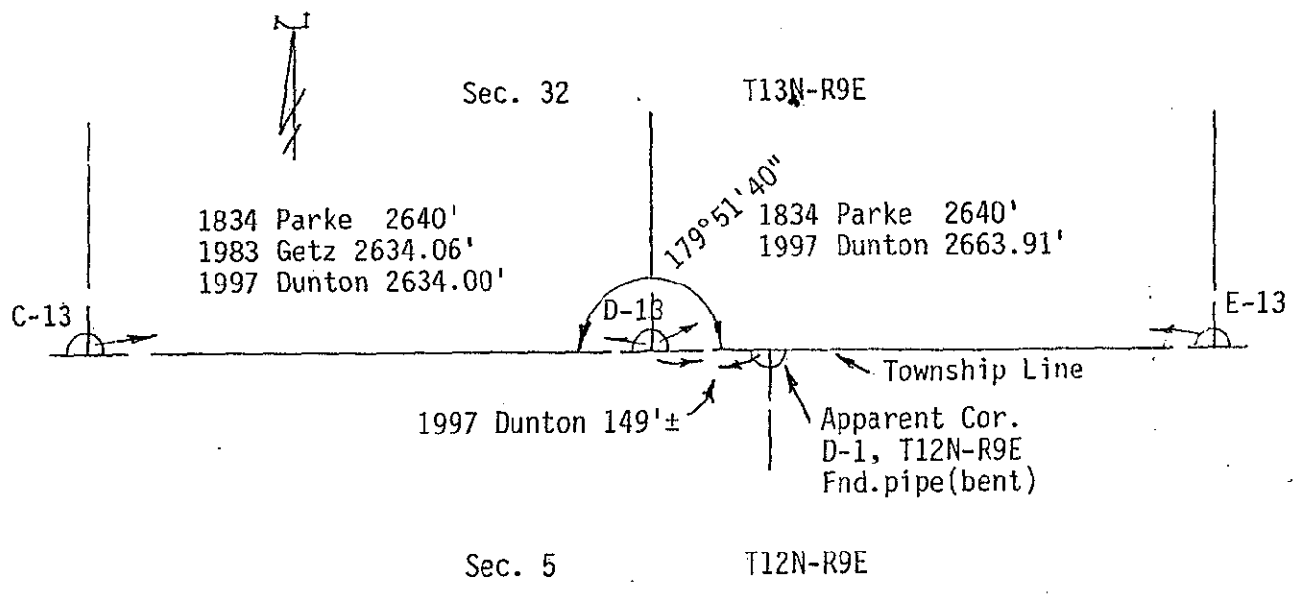 N
Sec. 32
T13N-R9E
179°51'40"
1834 Parke 2640'
1983 Getz 2634.06'
1997 Dunton 2634.00'
1834 Parke 2640'
1997 Dunton 2663.91'
C-13
D-13
E-13
Township Line
1997 Dunton 149'±
Apparent Cor.
D-1, T12N-R9E
Fnd.pipe(bent)
Sec. 5
T12N-R9E